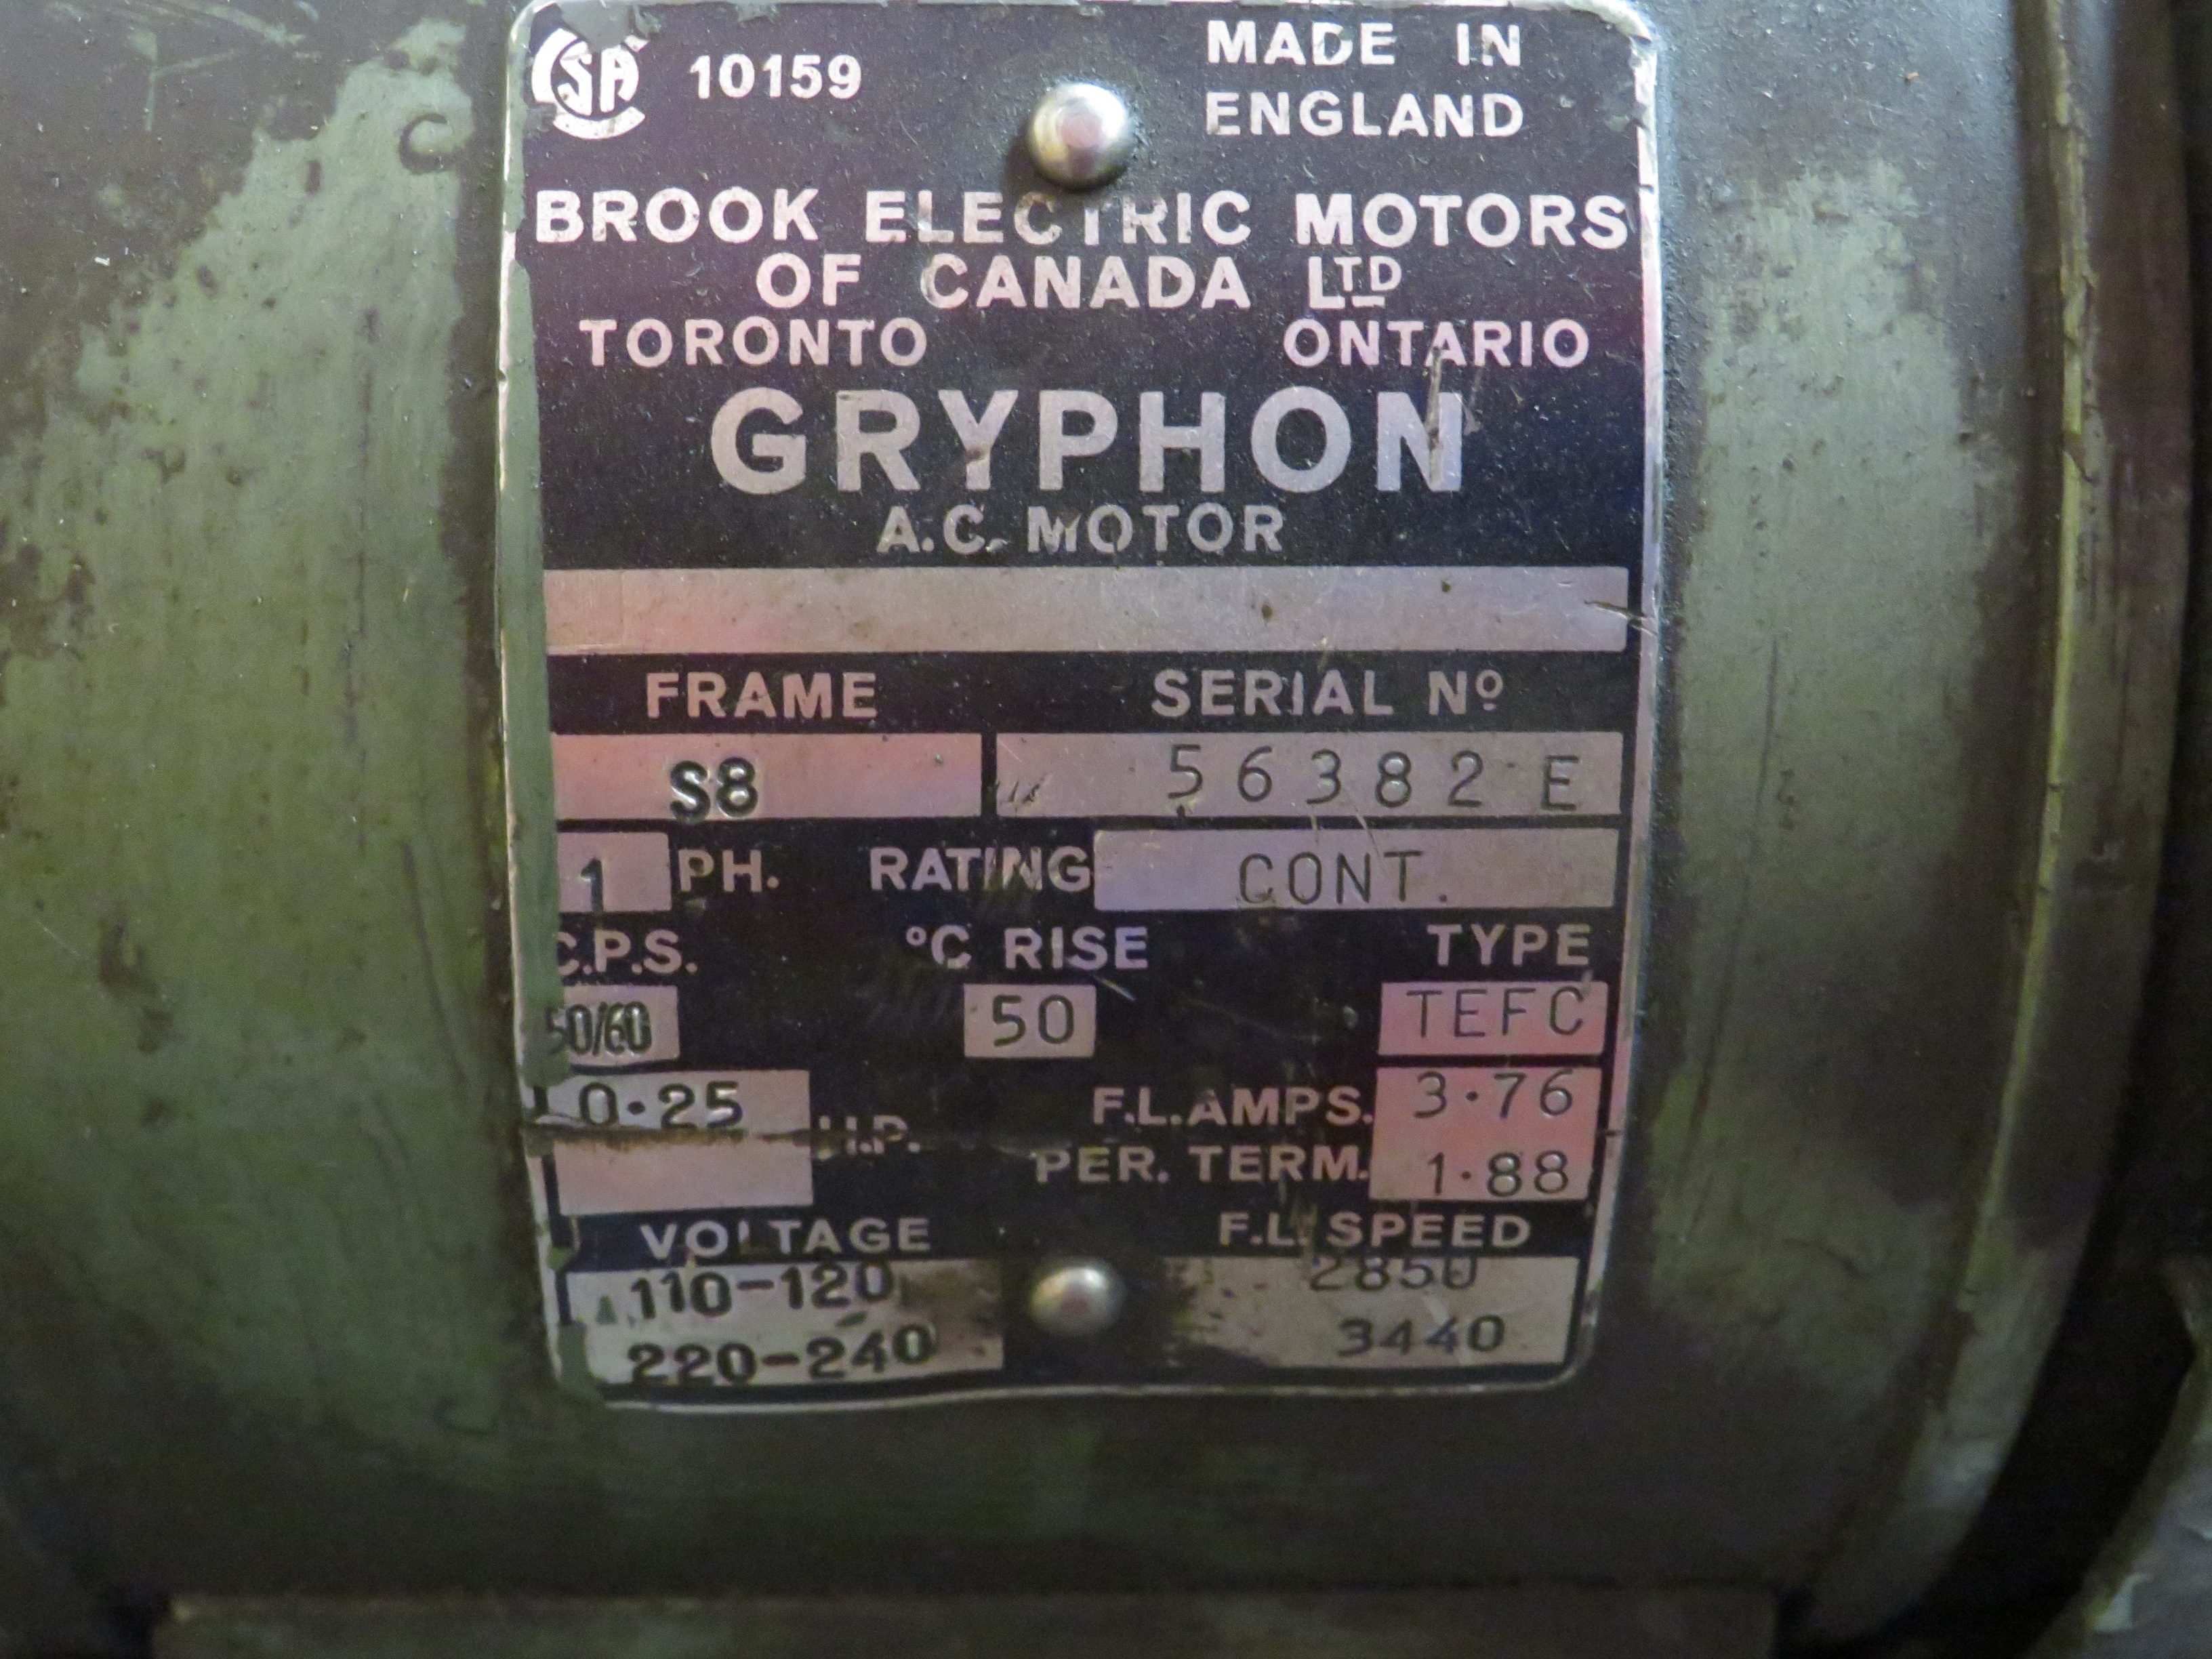 CSA 10159 MADE IN
ENGLAND
BROOK ELECTRIC MOTORS
OF CANADA LTD
TORONTO ONTARIO
GRYPHON
A.C. MOTOR
FRAME SERIAL Nº
S8 56382 E
1 PH. RATING CONT.
C.P.S. °C RISE TYPE
50/60 50 TEFC
0·25 H.P. F.L. AMPS. 3·76
PER. TERM. 1·88
VOLTAGE F.L. SPEED
110-120 2850
220-240 3440